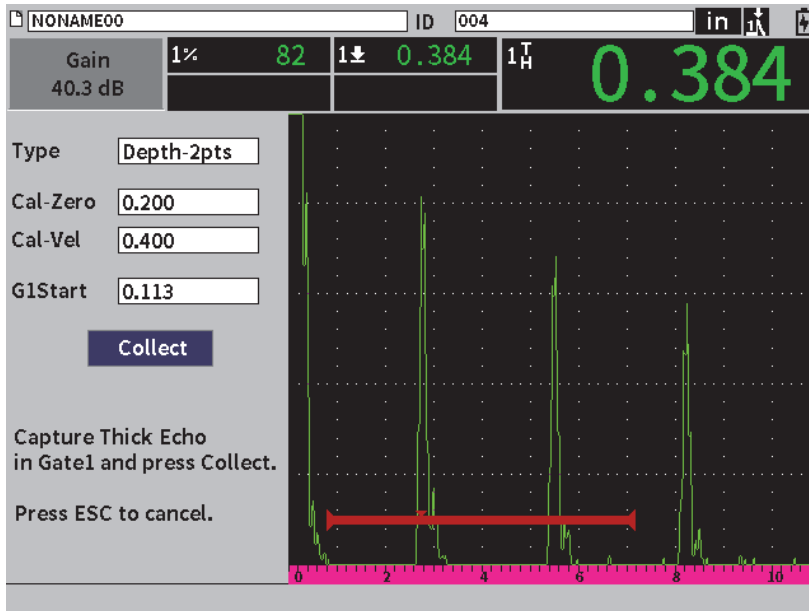 NONAME00 ID 004 in
Gain
40.3 dB
1% 82 1 0.384 1 T H 0.384
Type Depth-2pts
Cal-Zero 0.200
Cal-Vel 0.400
G1Start 0.113
Collect
Capture Thick Echo
in Gate1 and press Collect.
Press ESC to cancel.
0 2 4 6 8 10